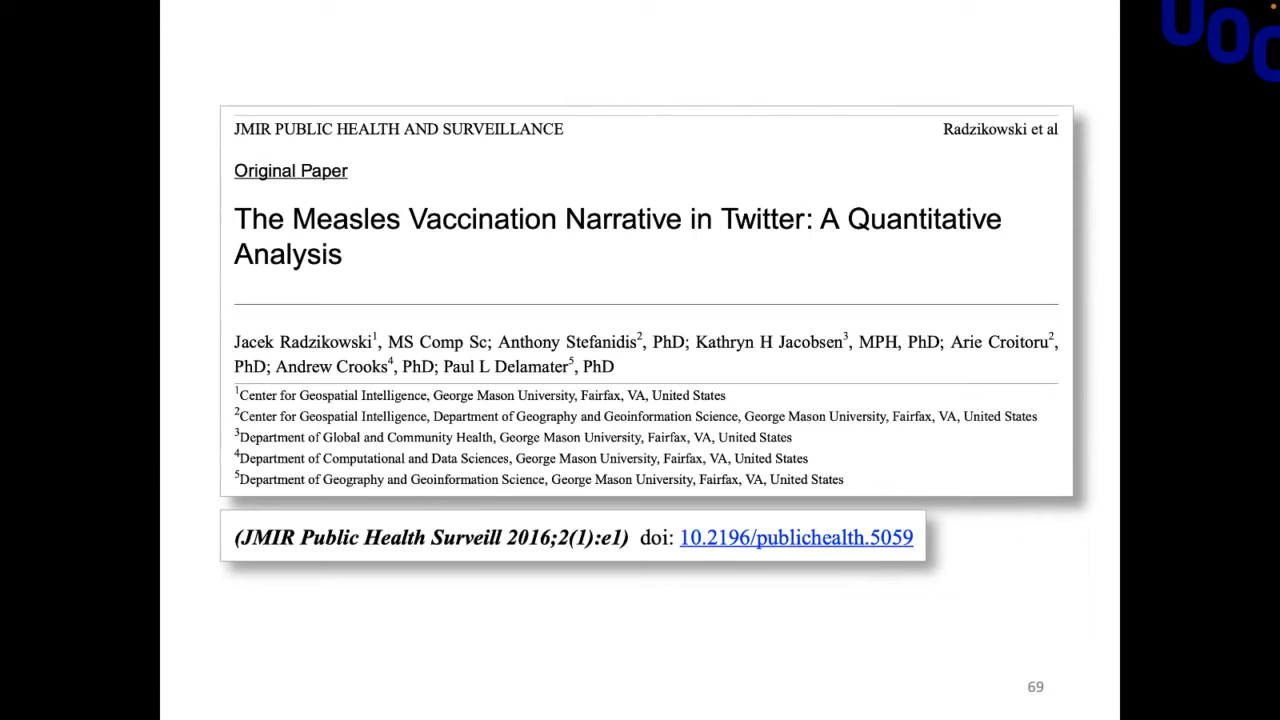 UOC
JMIR PUBLIC HEALTH AND SURVEILLANCE Radzikowski et al
Original Paper
The Measles Vaccination Narrative in Twitter: A Quantitative
Analysis
Jacek Radzikowski1, MS Comp Sc; Anthony Stefanidis2, PhD; Kathryn H Jacobsen3, MPH, PhD; Arie Croitoru2,
PhD; Andrew Crooks4, PhD; Paul L Delamater5, PhD
1Center for Geospatial Intelligence, George Mason University, Fairfax, VA, United States
2Center for Geospatial Intelligence, Department of Geography and Geoinformation Science, George Mason University, Fairfax, VA, United States
3Department of Global and Community Health, George Mason University, Fairfax, VA, United States
4Department of Computational and Data Sciences, George Mason University, Fairfax, VA, United States
5Department of Geography and Geoinformation Science, George Mason University, Fairfax, VA, United States
(JMIR Public Health Surveill 2016;2(1):e1) doi: 10.2196/publichealth.5059
69